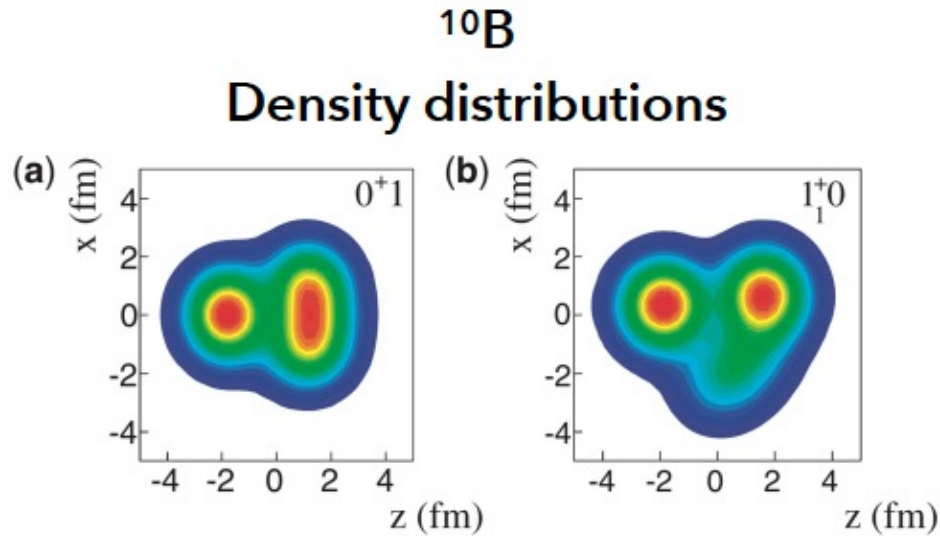 ¹⁰B
Density distributions
(a)
0⁺1
x (fm)
4
2
0
-2
-4
-4 -2 0 2 4
z (fm)
(b)
1⁺₁0
x (fm)
4
2
0
-2
-4
-4 -2 0 2 4
z (fm)